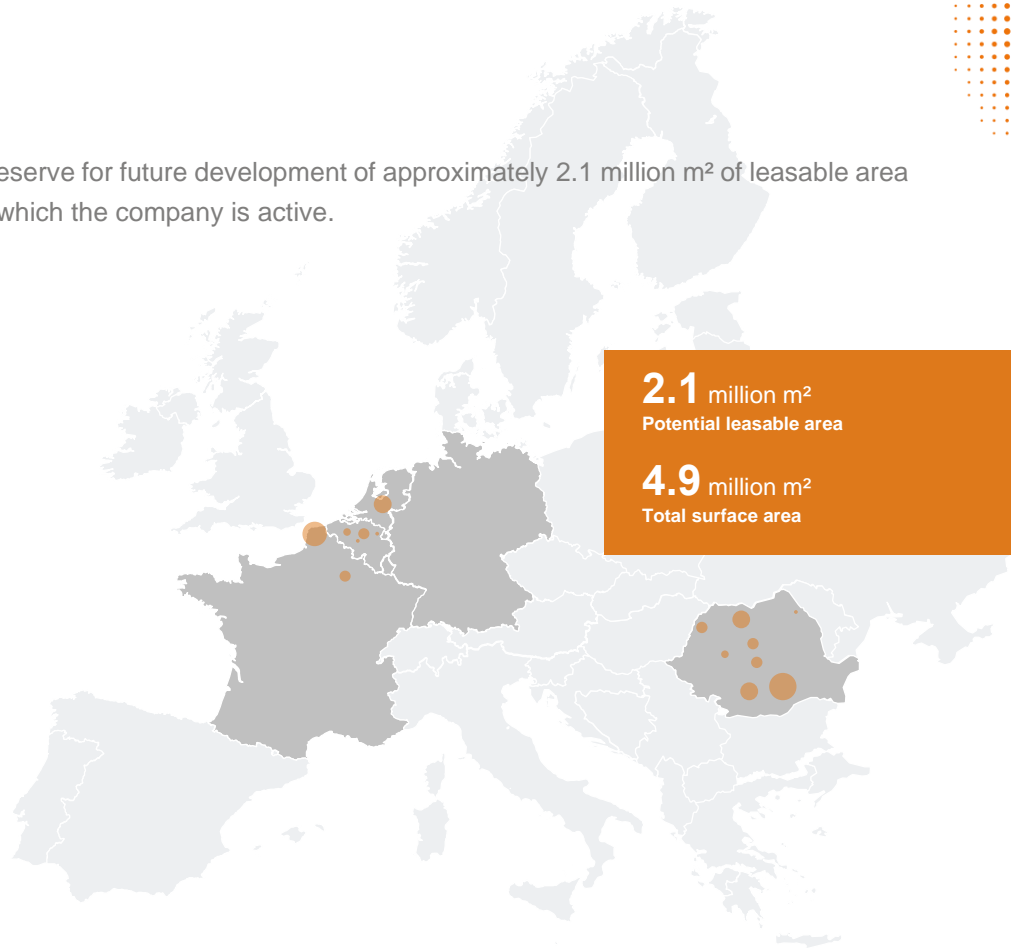 eserve for future development of approximately 2.1 million m² of leasable area
which the company is active.
2.1 million m²
Potential leasable area
4.9 million m²
Total surface area